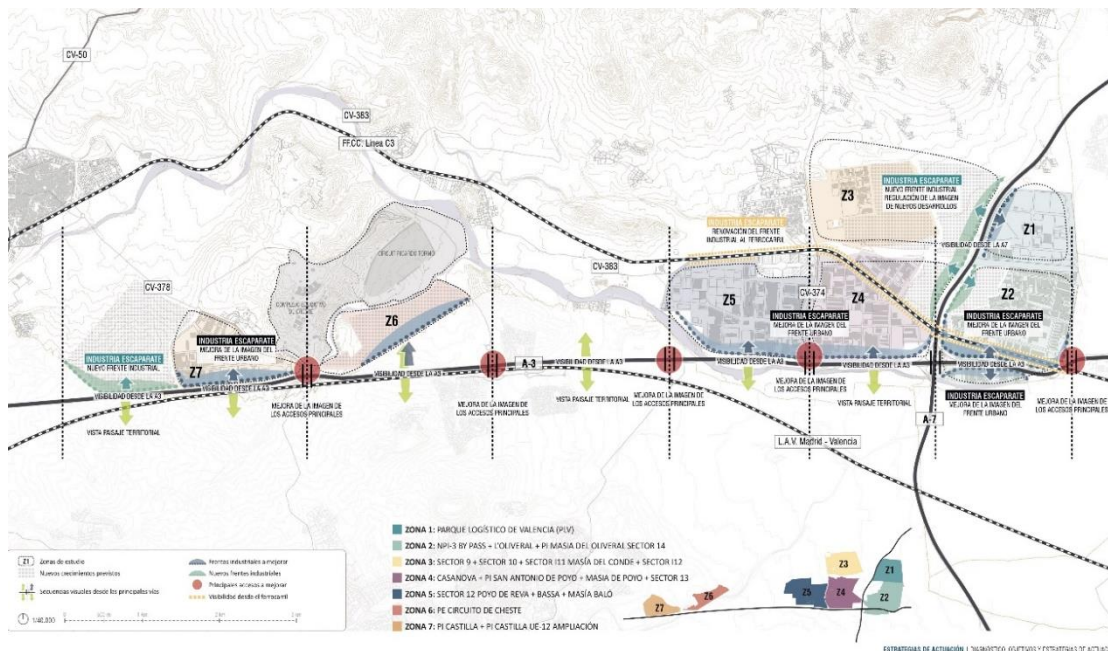 CV-50
CV-383
FF.CC. Línea C3
Z3
INDUSTRIA ESCAPARATE
NUEVO FRENTE INDUSTRIAL
REGULACIÓN DE LA IMAGEN
DE NUEVOS DESARROLLOS
INDUSTRIA ESCAPARATE
RENOVACIÓN DEL FRENTE
INDUSTRIAL AL FERROCARRIL
Z1
VISIBILIDAD DESDE LA A7
CIRCUIT RICARDO TORMO
CV-383
CV-378
Z6
Z5
CV-374
Z4
Z2
INDUSTRIA ESCAPARATE
MEJORA DE LA IMAGEN DEL
FRENTE URBANO
INDUSTRIA ESCAPARATE
MEJORA DE LA IMAGEN DEL
FRENTE URBANO
INDUSTRIA ESCAPARATE
MEJORA DE LA IMAGEN DEL
FRENTE URBANO
INDUSTRIA ESCAPARATE
NUEVO FRENTE INDUSTRIAL
Z7
A-3
VISIBILIDAD DESDE LA A3
VISIBILIDAD DESDE LA A3
VISIBILIDAD DESDE LA A3
VISIBILIDAD DESDE LA A3
VISIBILIDAD DESDE LA A3
VISTA PAISAJE TERRITORIAL
MEJORA DE LA IMAGEN DE
LOS ACCESOS PRINCIPALES
MEJORA DE LA IMAGEN DE
LOS ACCESOS PRINCIPALES
VISTA PAISAJE TERRITORIAL
MEJORA DE LA IMAGEN DE
LOS ACCESOS PRINCIPALES
MEJORA DE LA IMAGEN DE
LOS ACCESOS PRINCIPALES
VISTA PAISAJE TERRITORIAL
INDUSTRIA ESCAPARATE
MEJORA DE LA IMAGEN DEL
FRENTE URBANO
MEJORA DE LA IMAGEN DE
LOS ACCESOS PRINCIPALES
A-7
L.A.V. Madrid - Valencia
Z1 Zonas de estudio
Nuevos crecimientos previstos
Secuencias visuales desde las principales vías
Frentes industriales a mejorar
Nuevos frentes industriales
Principales accesos a mejorar
Visibilidad desde el ferrocarril
1/40.000
ZONA 1: PARQUE LOGÍSTICO DE VALENCIA (PLV)
ZONA 2: NPI-3 BY PASS + L'OLIVERAL + PI MASIA DEL OLIVERAL SECTOR 14
ZONA 3: SECTOR 9 + SECTOR 10 + SECTOR I11 MASÍA DEL CONDE + SECTOR I12
ZONA 4: CASANOVA + PI SAN ANTONIO DE POYO + MASIA DE POYO + SECTOR 13
ZONA 5: SECTOR 12 POYO DE REVA + BASSA + MASÍA BALÓ
ZONA 6: PE CIRCUITO DE CHESTE
ZONA 7: PI CASTILLA + PI CASTILLA UE-12 AMPLIACIÓN
Z3
Z1
Z5
Z4
Z2
Z6
Z7
ESTRATEGIAS DE ACTUACIÓN | DIAGNÓSTICO, OBJETIVOS Y ESTRATEGIAS DE ACTUAC